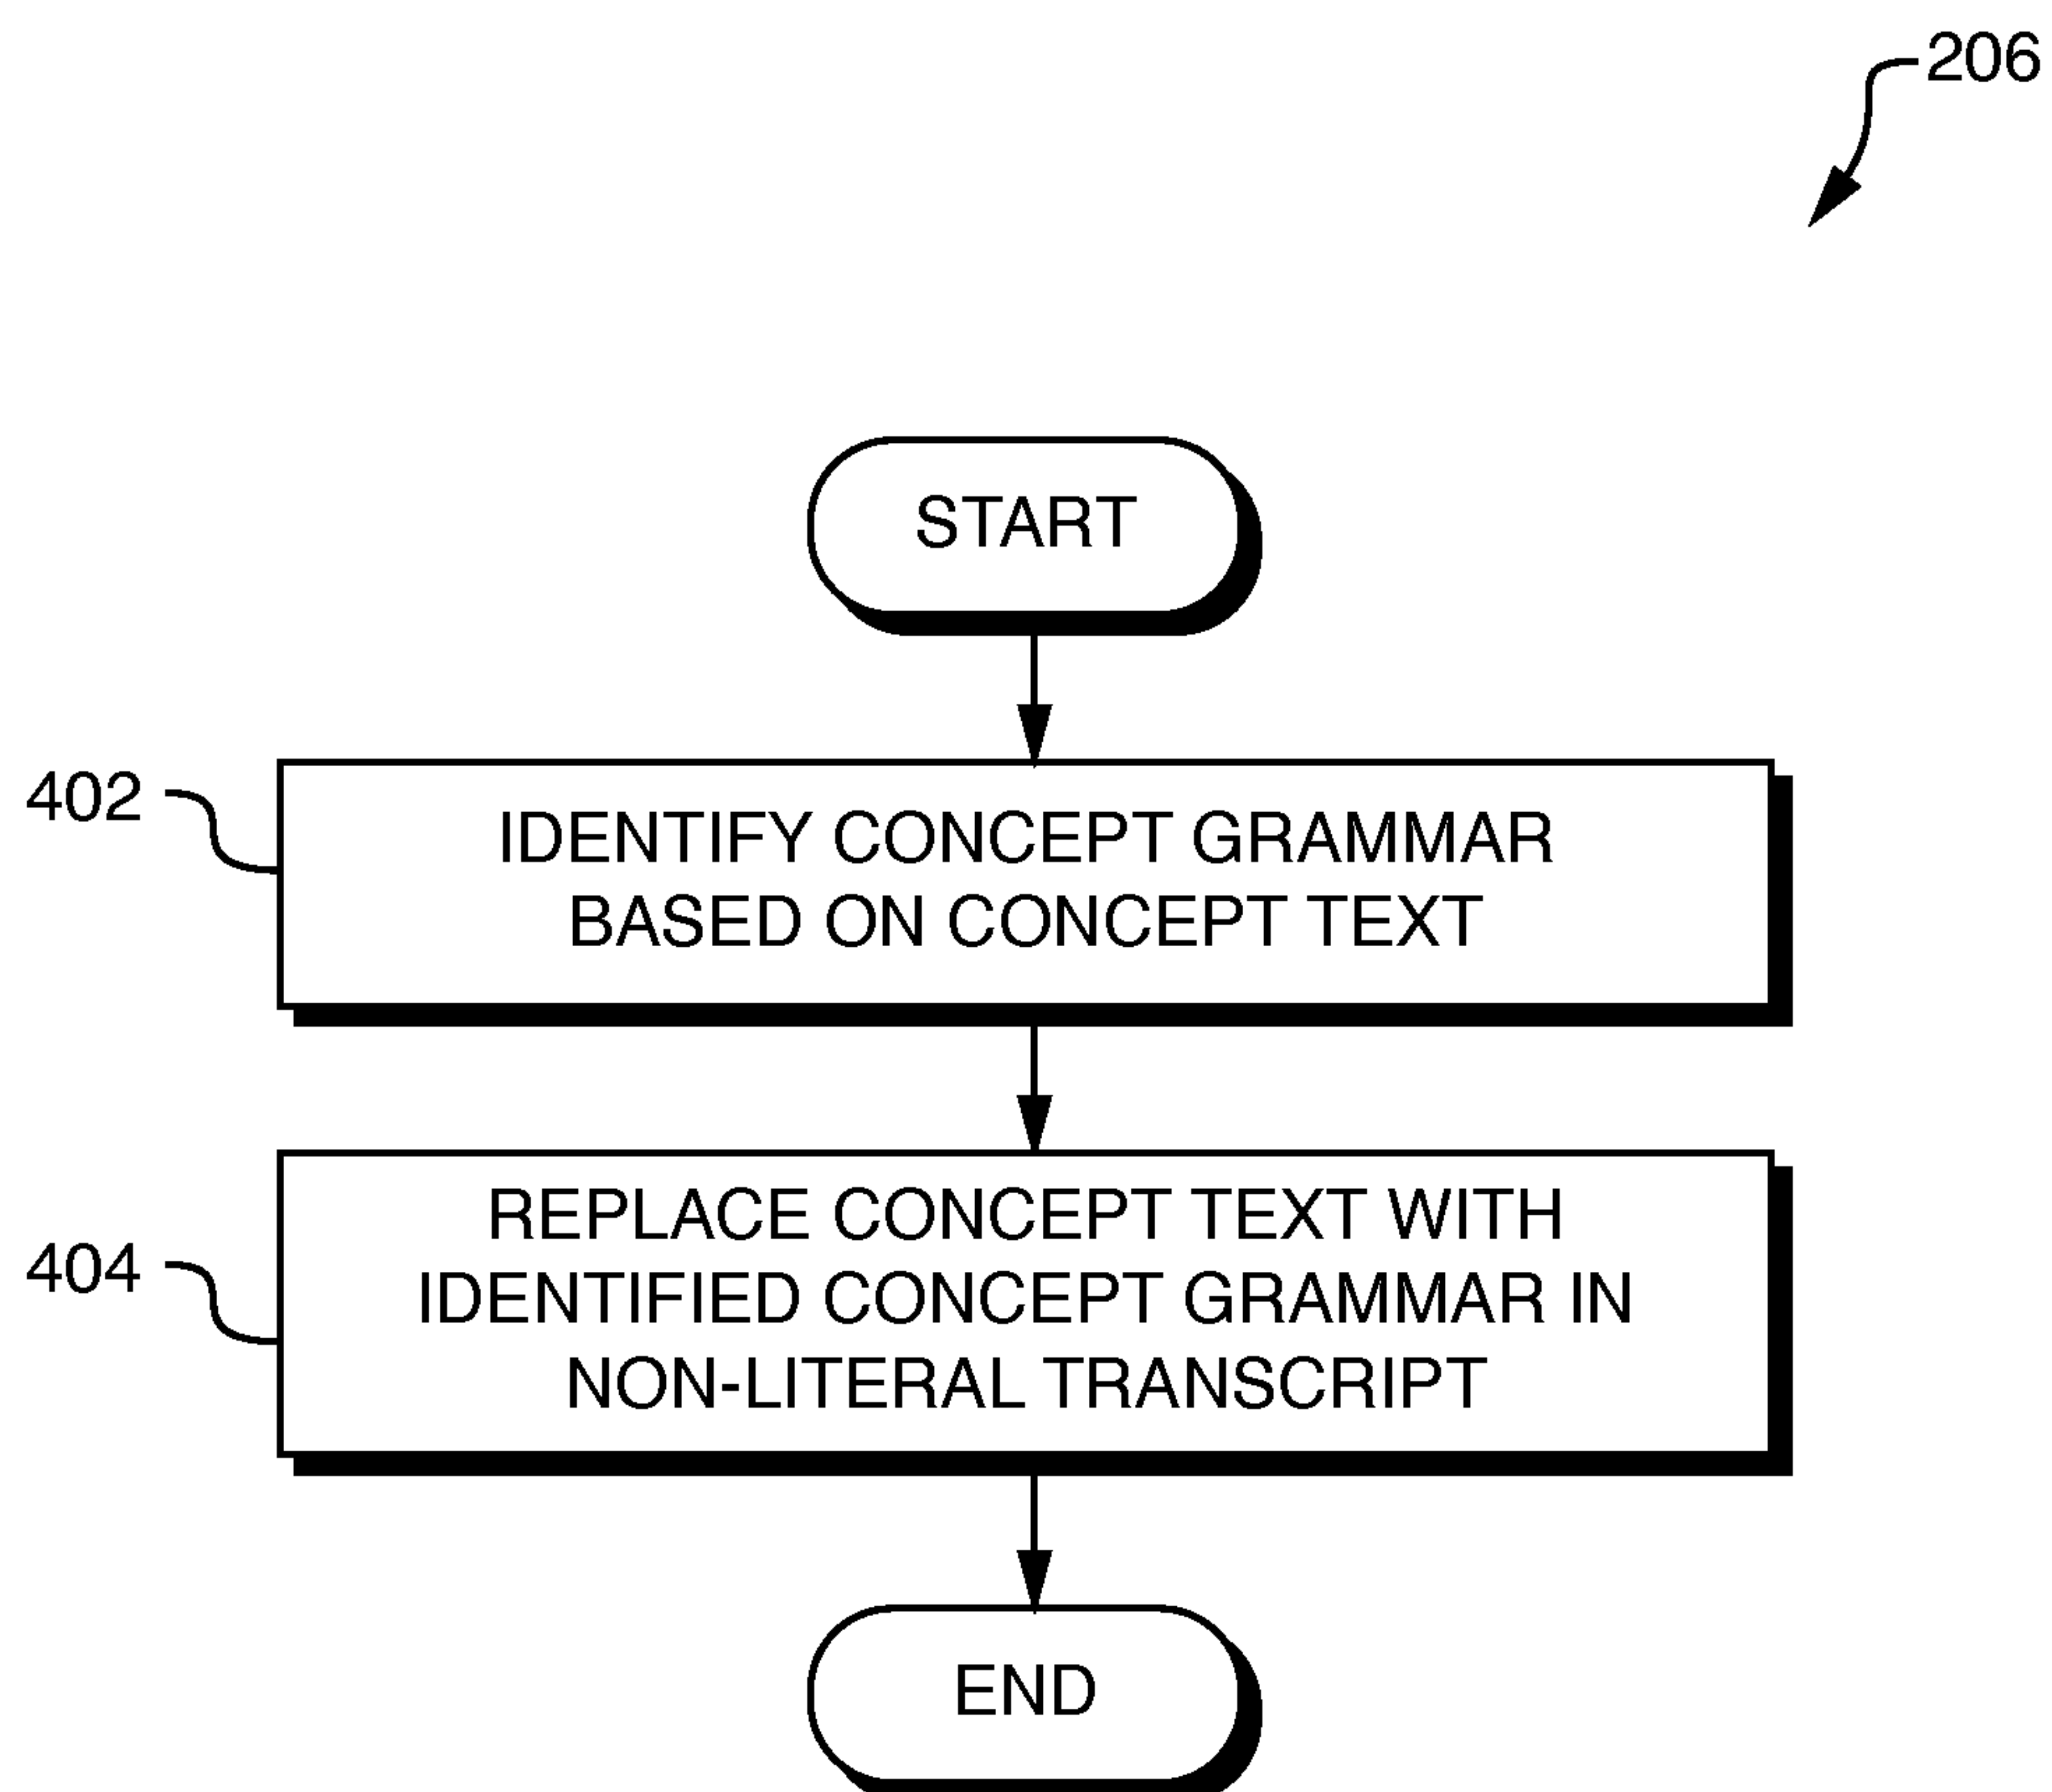 206
START
402
IDENTIFY CONCEPT GRAMMAR
BASED ON CONCEPT TEXT
REPLACE CONCEPT TEXT WITH
404
IDENTIFIED CONCEPT GRAMMAR IN
NON-LITERAL TRANSCRIPT
END